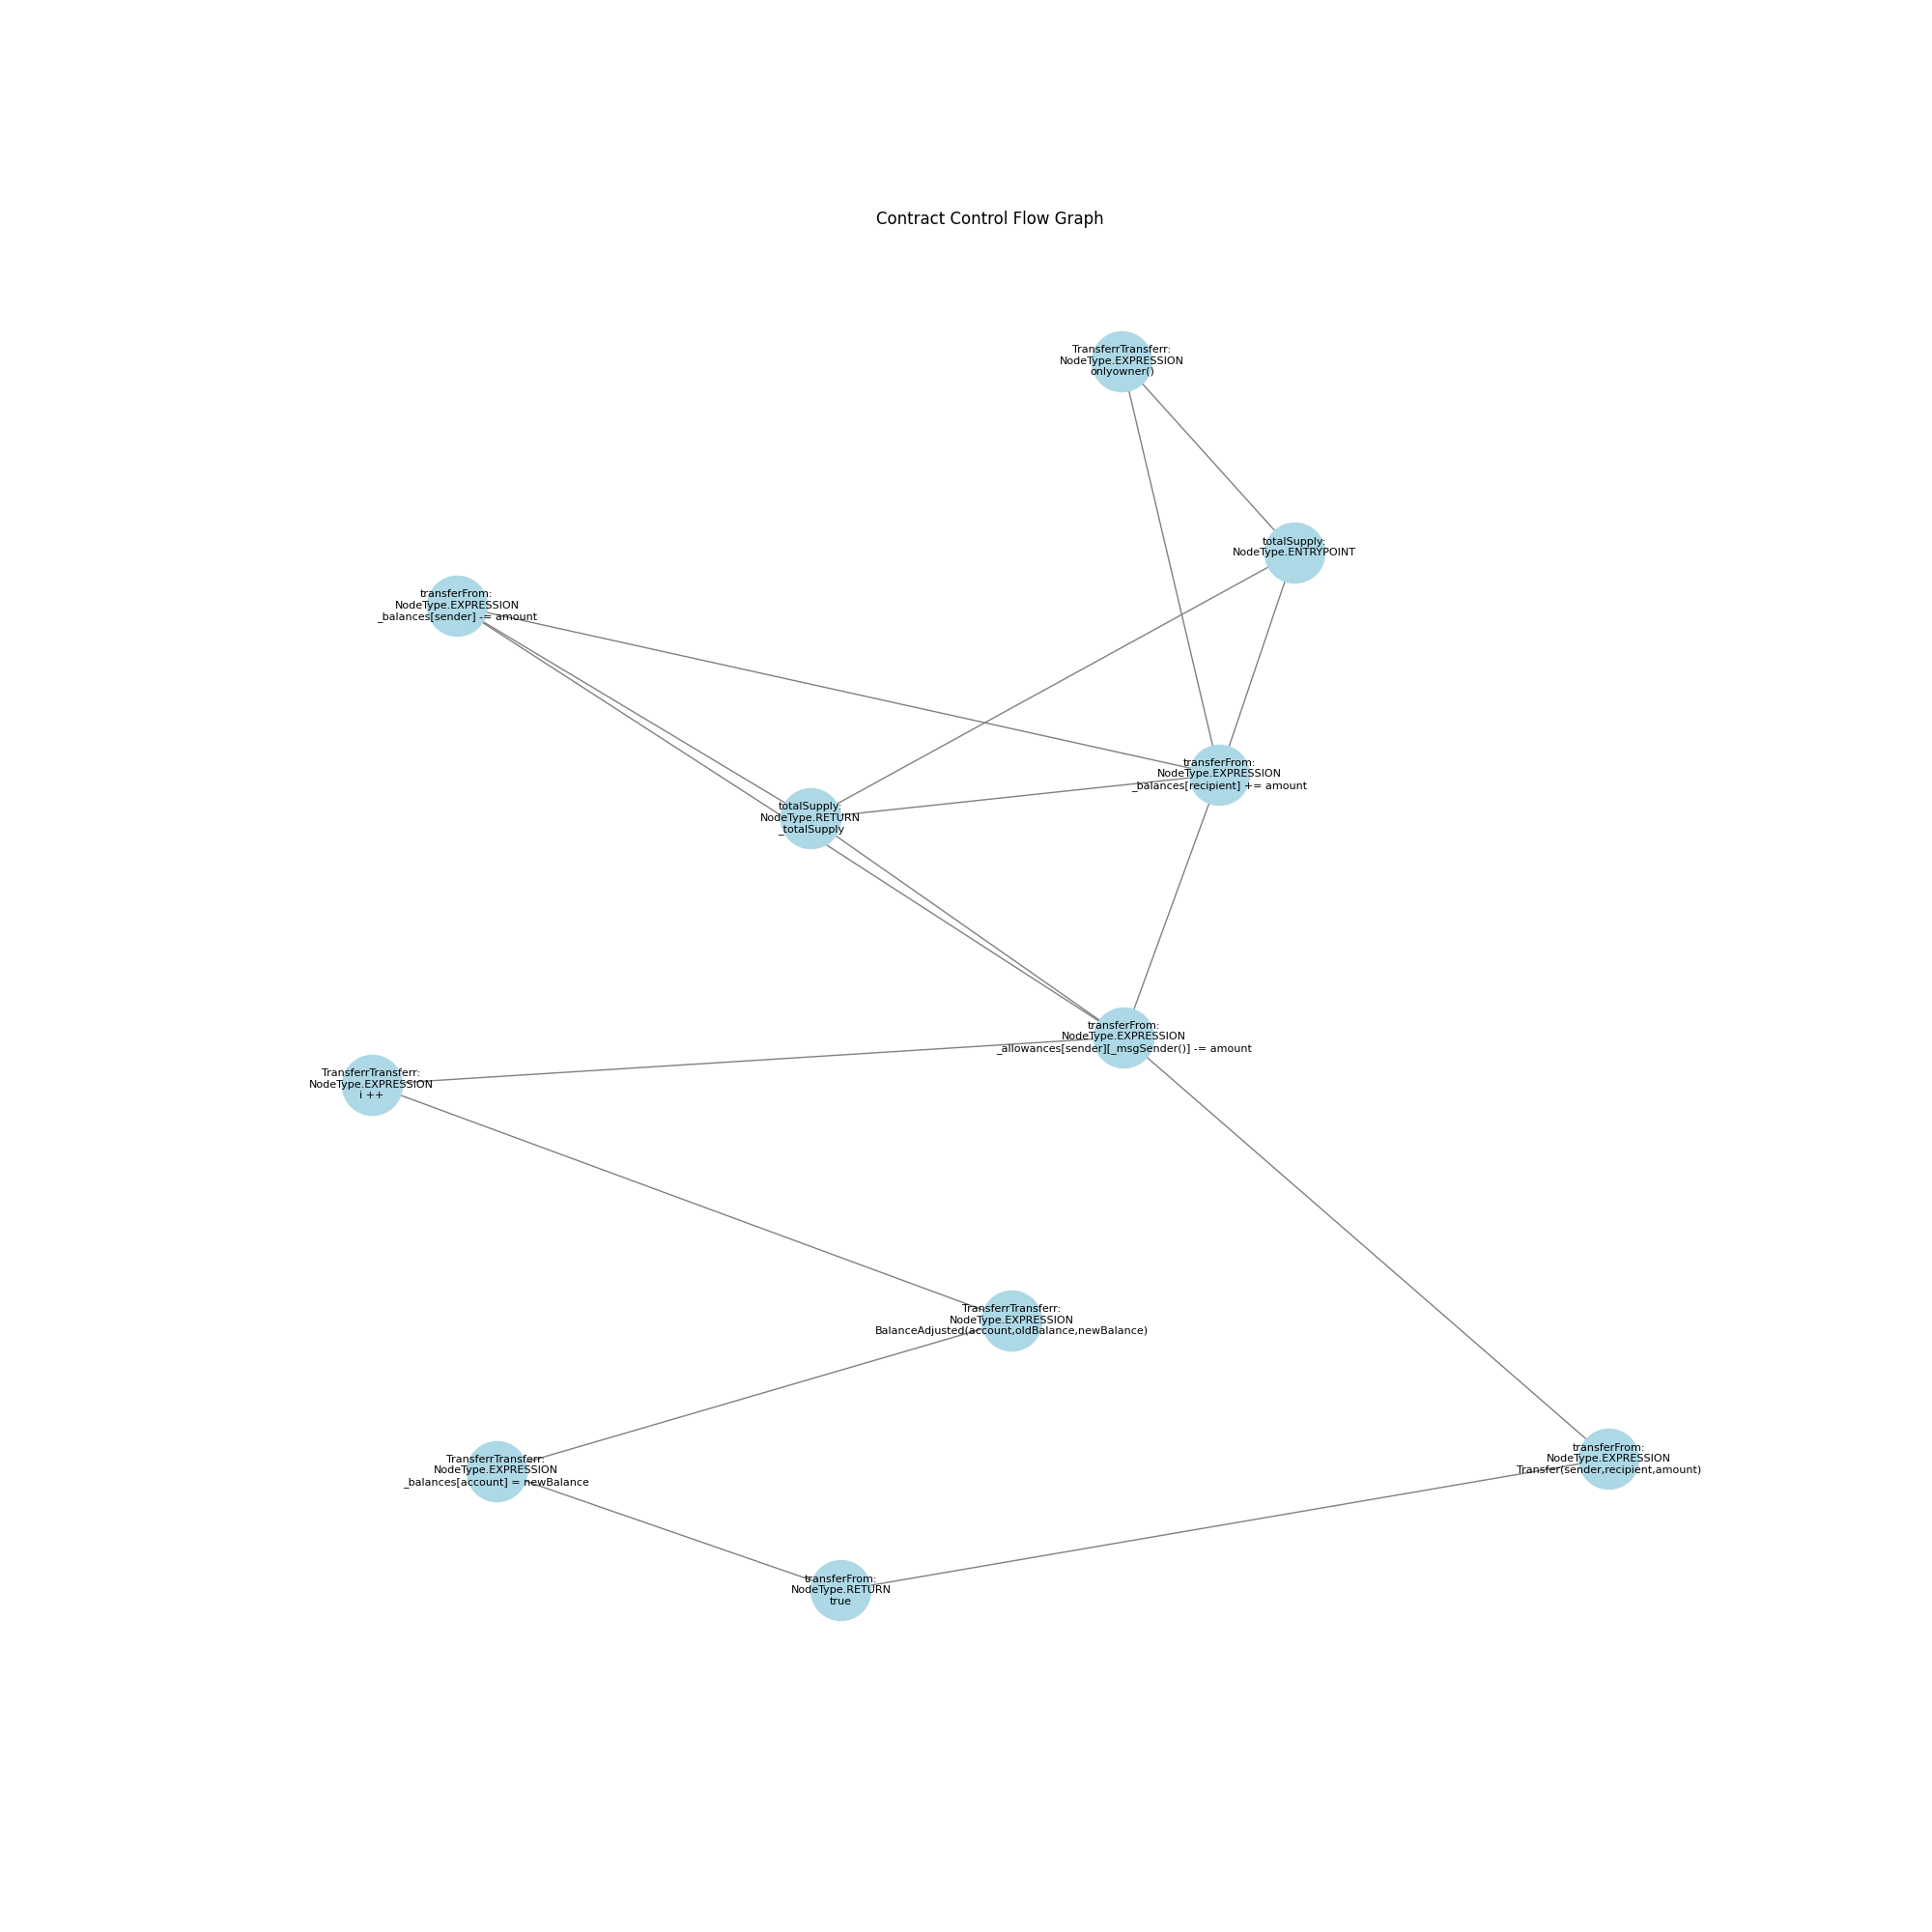 Contract Control Flow Graph
TransferrTransferr:
NodeType.EXPRESSION
onlyowner()
totalSupply:
NodeType.ENTRYPOINT
transferFrom:
NodeType.EXPRESSION
_balances[sender] -= amount
transferFrom:
NodeType.EXPRESSION
_balances[recipient] += amount
totalSupply:
NodeType.RETURN
_totalSupply
transferFrom:
NodeType.EXPRESSION
_allowances[sender][_msgSender()] -= amount
TransferrTransferr:
NodeType.EXPRESSION
i ++
TransferrTransferr:
NodeType.EXPRESSION
BalanceAdjusted(account,oldBalance,newBalance)
transferFrom:
NodeType.EXPRESSION
Transfer(sender,recipient,amount)
TransferrTransferr:
NodeType.EXPRESSION
_balances[account] = newBalance
transferFrom:
NodeType.RETURN
true